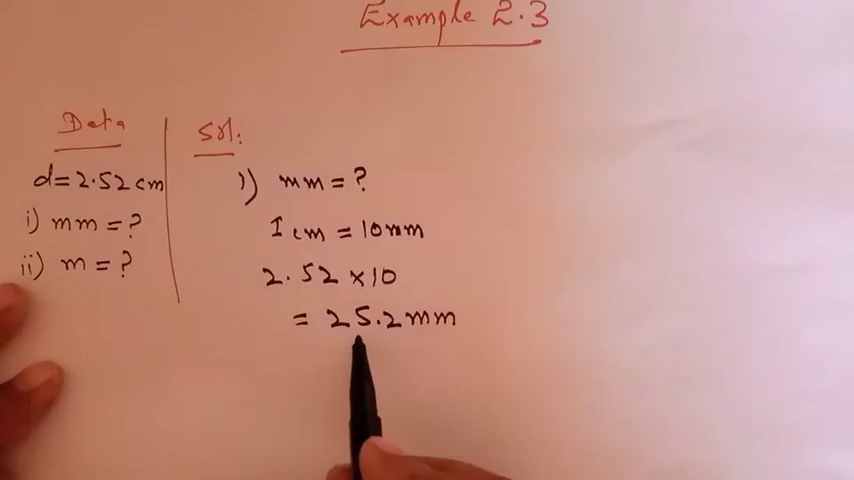 Example 2.3
Data
d=2.52cm
i) mm=?
ii) m=?
Sol:
i) mm=?
1cm=10mm
2.52×10
=25.2mm